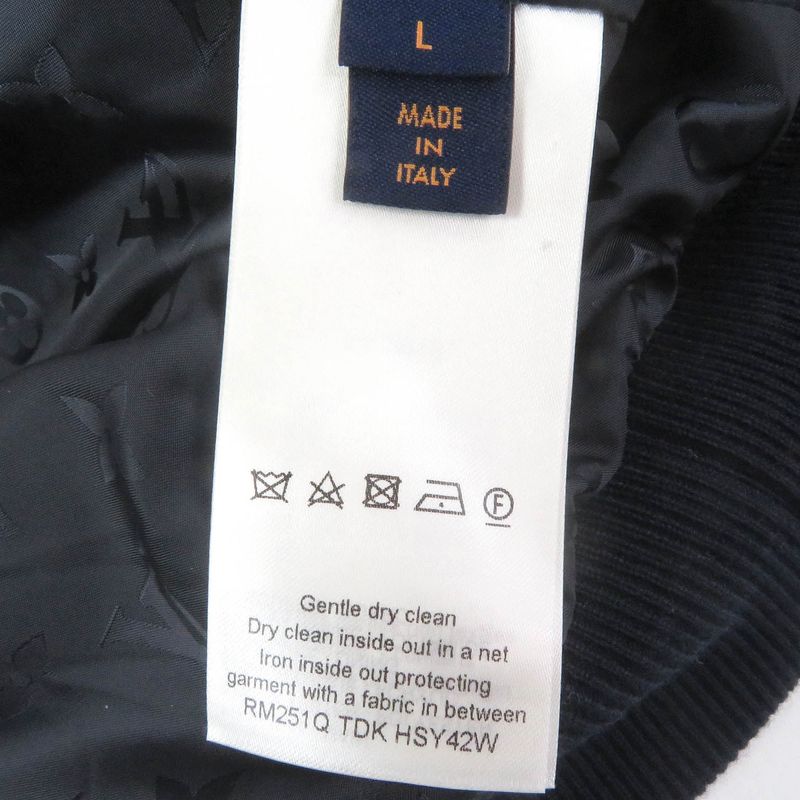 L
MADE
IN
ITALY
F
Gentle dry clean
Dry clean inside out in a net
Iron inside out protecting
garment with a fabric in between
RM251Q TDK HSY42W